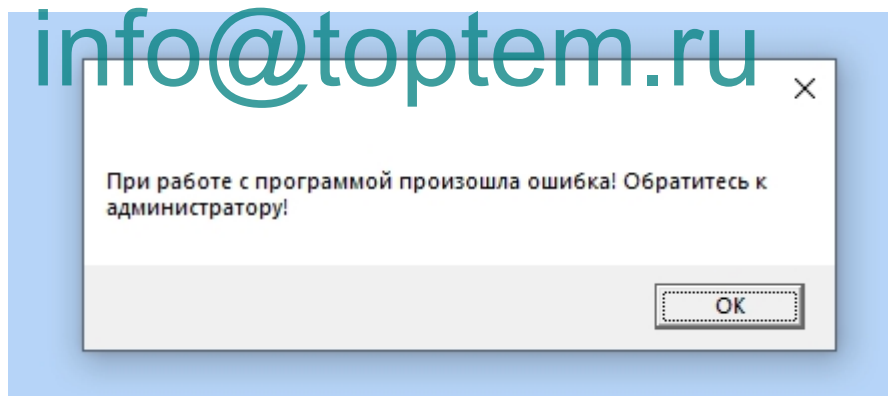 info@toptem.ru
При работе с программой произошла ошибка! Обратитесь к
администратору!
OK